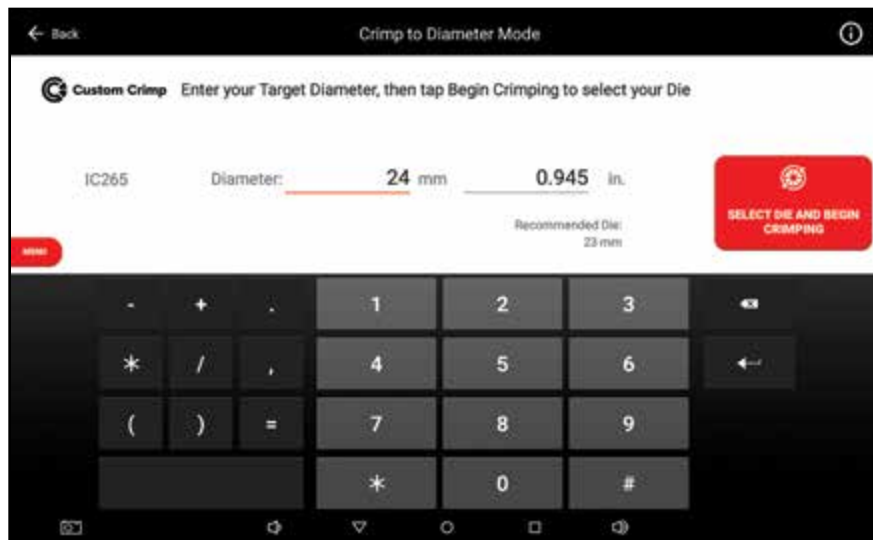 Back
Crimp to Diameter Mode
Custom Crimp
Enter your Target Diameter, then tap Begin Crimping to select your Die
IC265
Diameter: 24 mm 0.945 in.
Recommended Die:
23 mm
SELECT DIE AND BEGIN
CRIMPING
MENU
- + . 1 2 3
* / , 4 5 6
( ) = 7 8 9
* 0 #